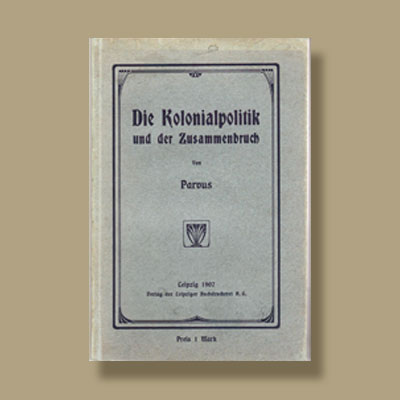 Die Kolonialpolitik
und der Zusammenbruch
Von
Parvus
Leipzig 1907
Verlag der Leipziger Buchdruckerei A.G.
Preis 1 Mark